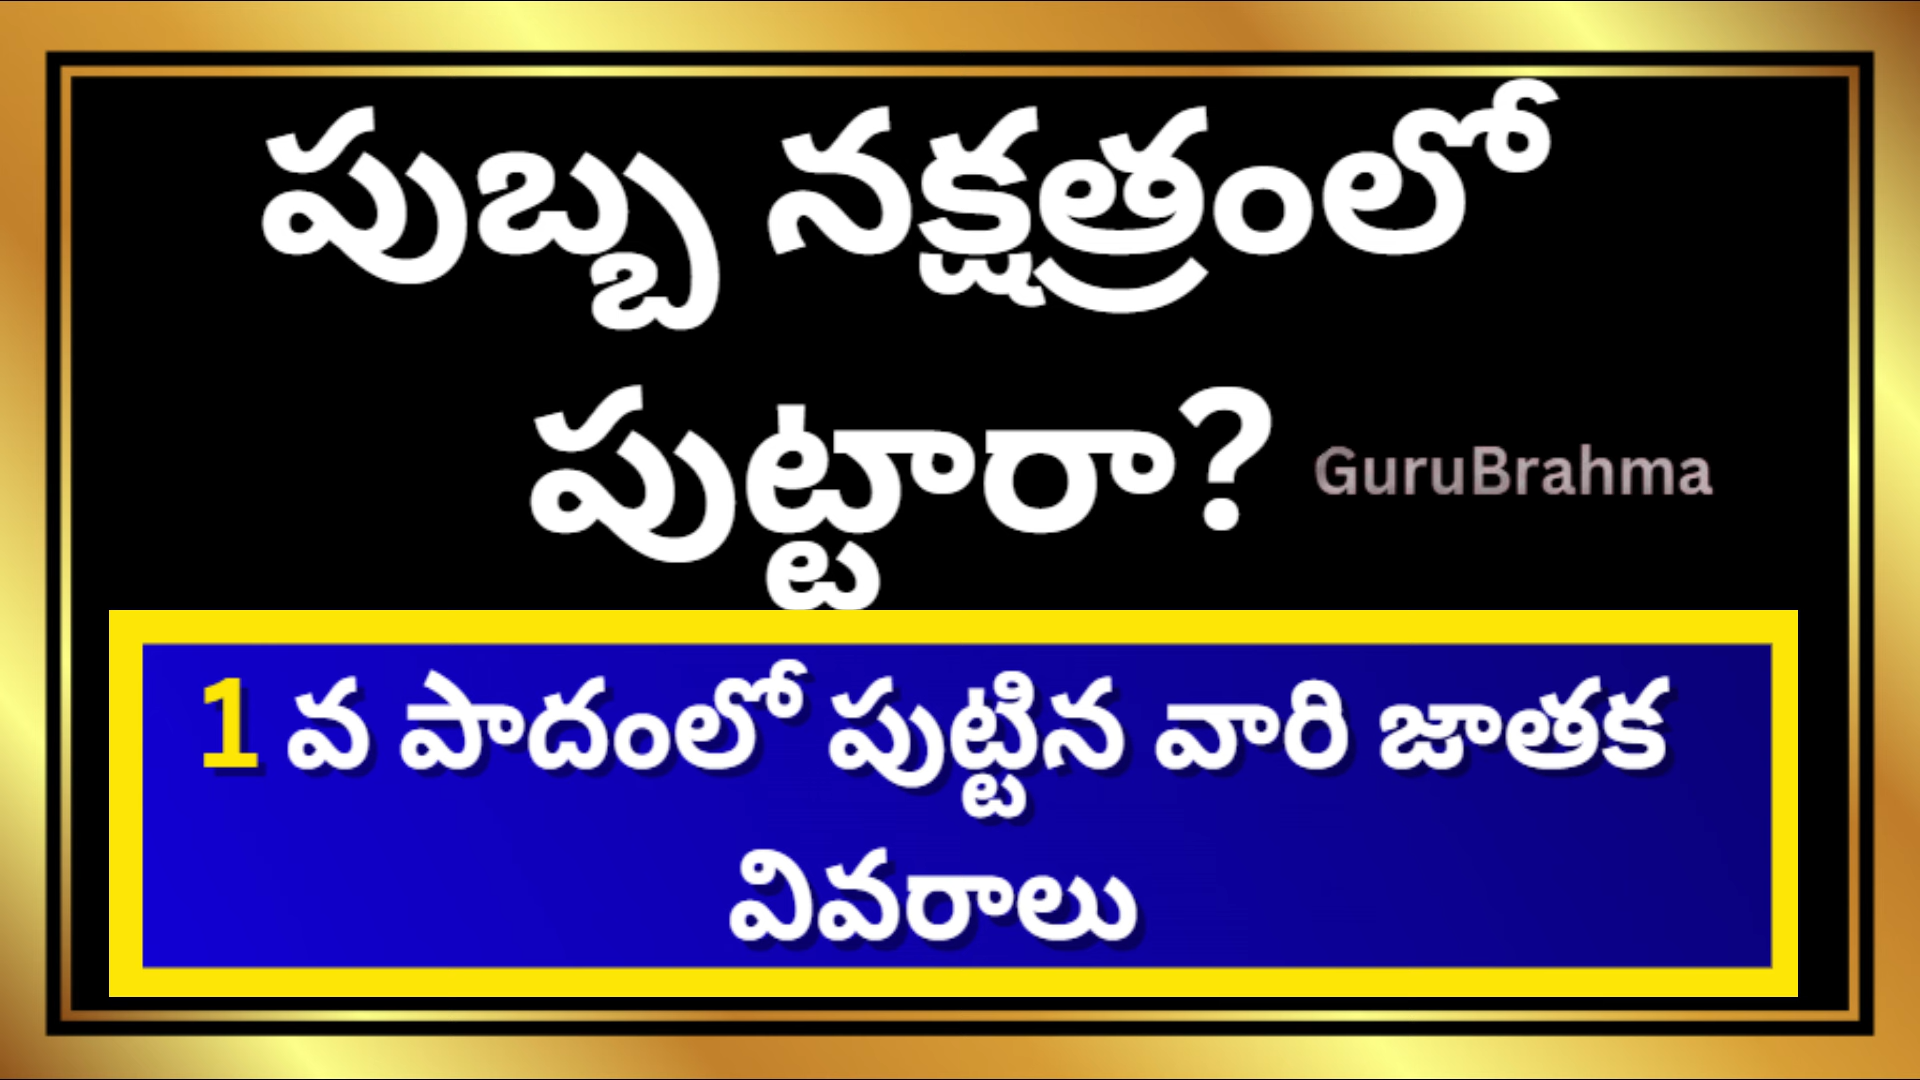 పుబ్బ నక్షత్రంలో
పుట్టారా? GuruBrahma
1 వ పాదంలో పుట్టిన వారి జాతక
వివరాలు